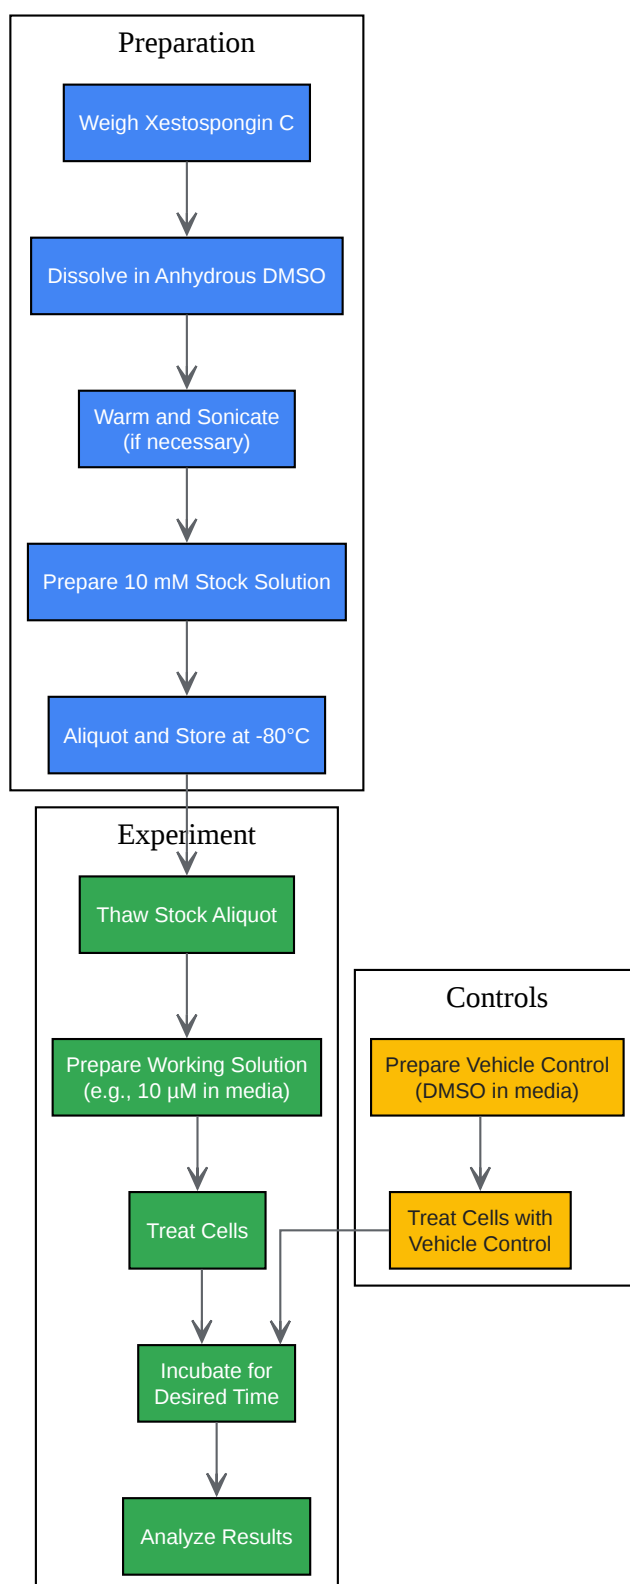 Preparation
Weigh Xestospongin C
Dissolve in Anhydrous DMSO
Warm and Sonicate
(if necessary)
Prepare 10 mM Stock Solution
Aliquot and Store at -80°C
Experiment
Thaw Stock Aliquot
Prepare Working Solution
(e.g., 10 µM in media)
Treat Cells
Incubate for
Desired Time
Analyze Results
Controls
Prepare Vehicle Control
(DMSO in media)
Treat Cells with
Vehicle Control